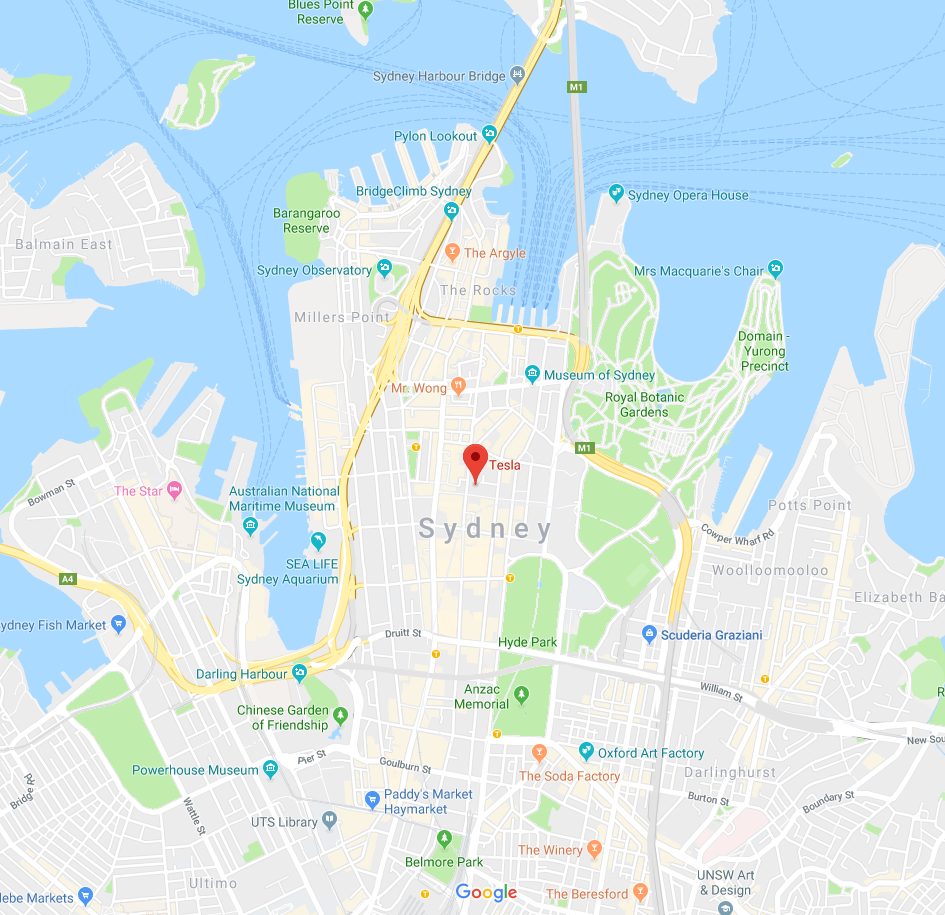 Blues Point
Reserve
Sydney Harbour Bridge
M1
Pylon Lookout
BridgeClimb Sydney
Sydney Opera House
Barangaroo
Reserve
Balmain East
The Argyle
Sydney Observatory
Mrs Macquarie's Chair
The Rocks
Millers Point
T
Domain -
Yurong
Precinct
Museum of Sydney
Mr. Wong
Royal Botanic
Gardens
T
M1
Tesla
Bowman St
The Star
Australian National
Maritime Museum
Potts Point
Sydney
Cowper Wharf Rd
SEA LIFE
Sydney Aquarium
A4
T
Woolloomooloo
Elizabeth Ba
ydney Fish Market
Druitt St
Hyde Park
Scuderia Graziani
T
Darling Harbour
T
William St
Anzac
Memorial
R
Chinese Garden
of Friendship
T
New Sou
Pier St
Goulburn St
Oxford Art Factory
Powerhouse Museum
The Soda Factory
Darlinghurst
Bridge Rd
Wattle St
Paddy's Market
Haymarket
Burton St
Boundary St
UTS Library
Belmore Park
The Winery
Ultimo
UNSW Art
& Design
lebe Markets
T
Google
The Beresford